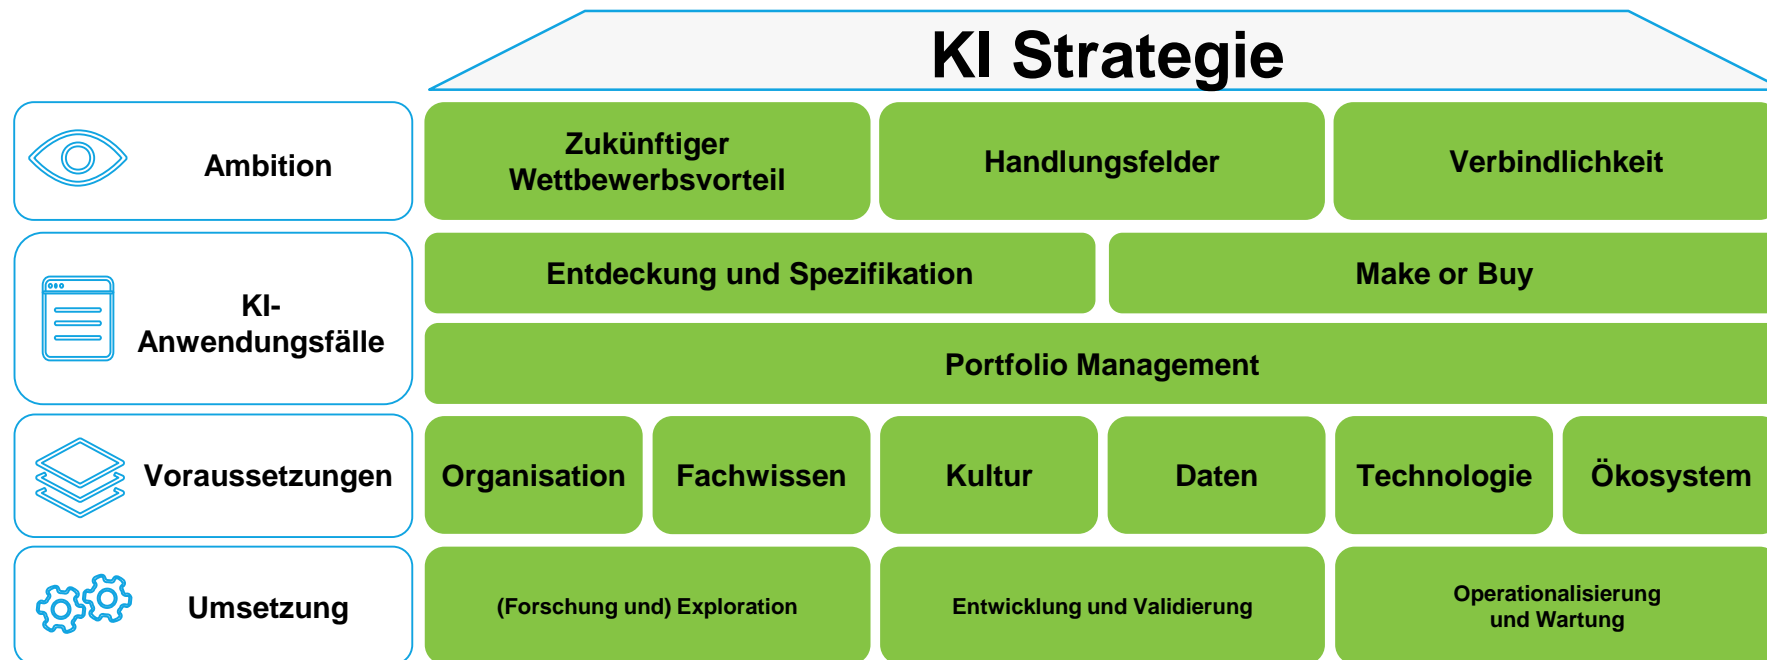 KI Strategie
Ambition
Zukünftiger
Wettbewerbsvorteil
Handlungsfelder
Verbindlichkeit
KI-
Anwendungsfälle
Entdeckung und Spezifikation
Make or Buy
Portfolio Management
Voraussetzungen
Organisation
Fachwissen
Kultur
Daten
Technologie
Ökosystem
Umsetzung
(Forschung und) Exploration
Entwicklung und Validierung
Operationalisierung
und Wartung